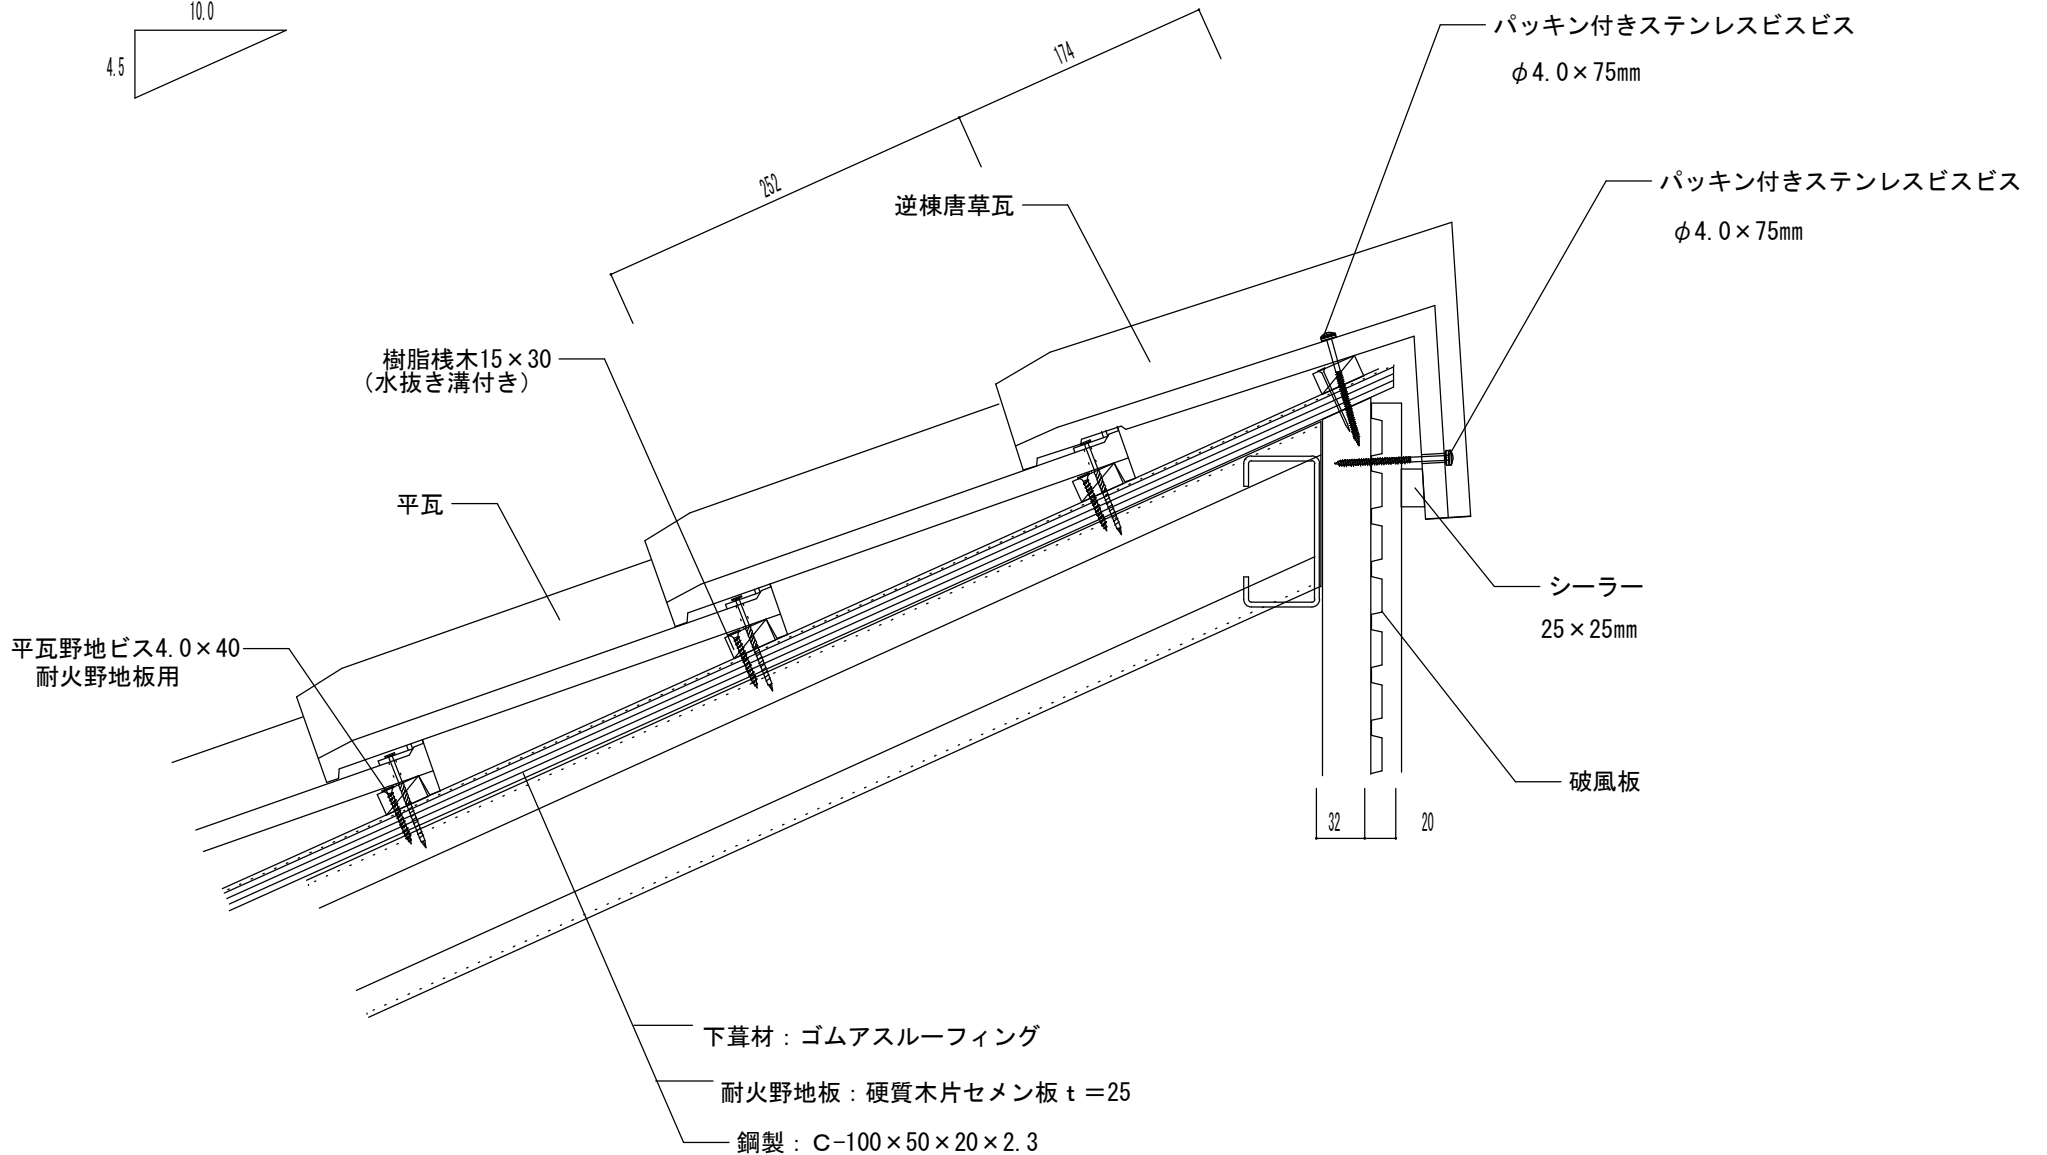 10.0
4.5
174
252
パッキン付きステンレスビスビス
φ4.0×75mm
パッキン付きステンレスビスビス
φ4.0×75mm
逆棟唐草瓦
樹脂桟木15×30
（水抜き溝付き）
平瓦
平瓦野地ビス4.0×40
耐火野地板用
シーラー
25×25mm
破風板
32
20
下葺材：ゴムアスルーフィング
耐火野地板：硬質木片セメン板ｔ＝25
鋼製：Ｃ-100×50×20×2.3